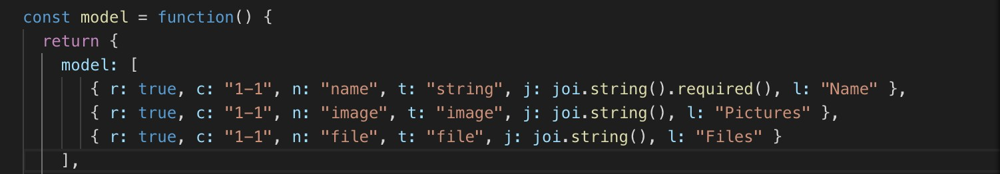 const model = function() {
return {
model: [
{ r: true, c: "1-1", n: "name", t: "string", j: joi.string().required(), l: "Name" },
{ r: true, c: "1-1", n: "image", t: "image", j: joi.string(), l: "Pictures" },
{ r: true, c: "1-1", n: "file", t: "file", j: joi.string(), l: "Files" }
],